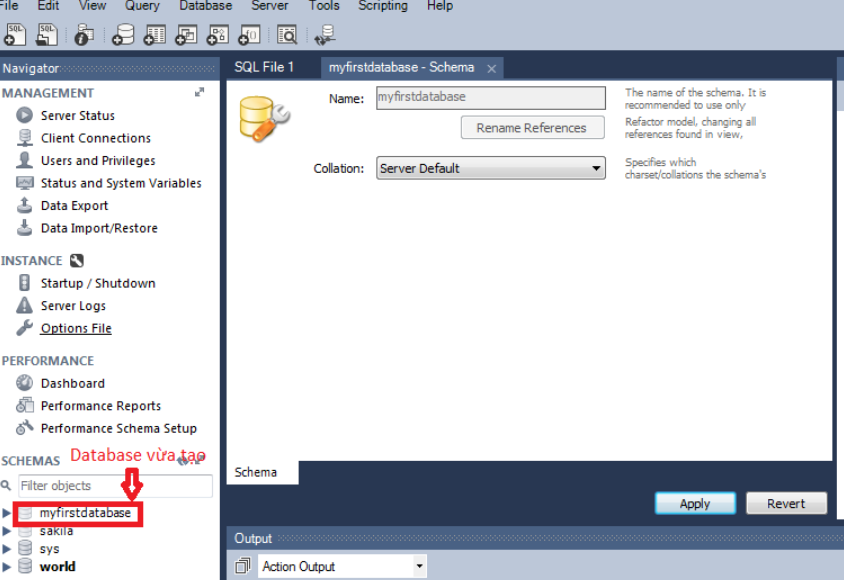 File Edit View Query Database Server Tools Scripting Help
SQL SQL
Navigator
SQL File 1 myfirstdatabase - Schema
MANAGEMENT
Server Status
Client Connections
Users and Privileges
Status and System Variables
Data Export
Data Import/Restore
INSTANCE
Startup / Shutdown
Server Logs
Options File
PERFORMANCE
Dashboard
Performance Reports
Performance Schema Setup
SCHEMAS Database vừa tạo
Filter objects
myfirstdatabase
sakila
sys
world
Name: myfirstdatabase
The name of the schema. It is
recommended to use only
Rename References
Refactor model, changing all
references found in view,
Collation: Server Default
Specifies which
charset/collations the schema's
Schema
Apply Revert
Output
Action Output